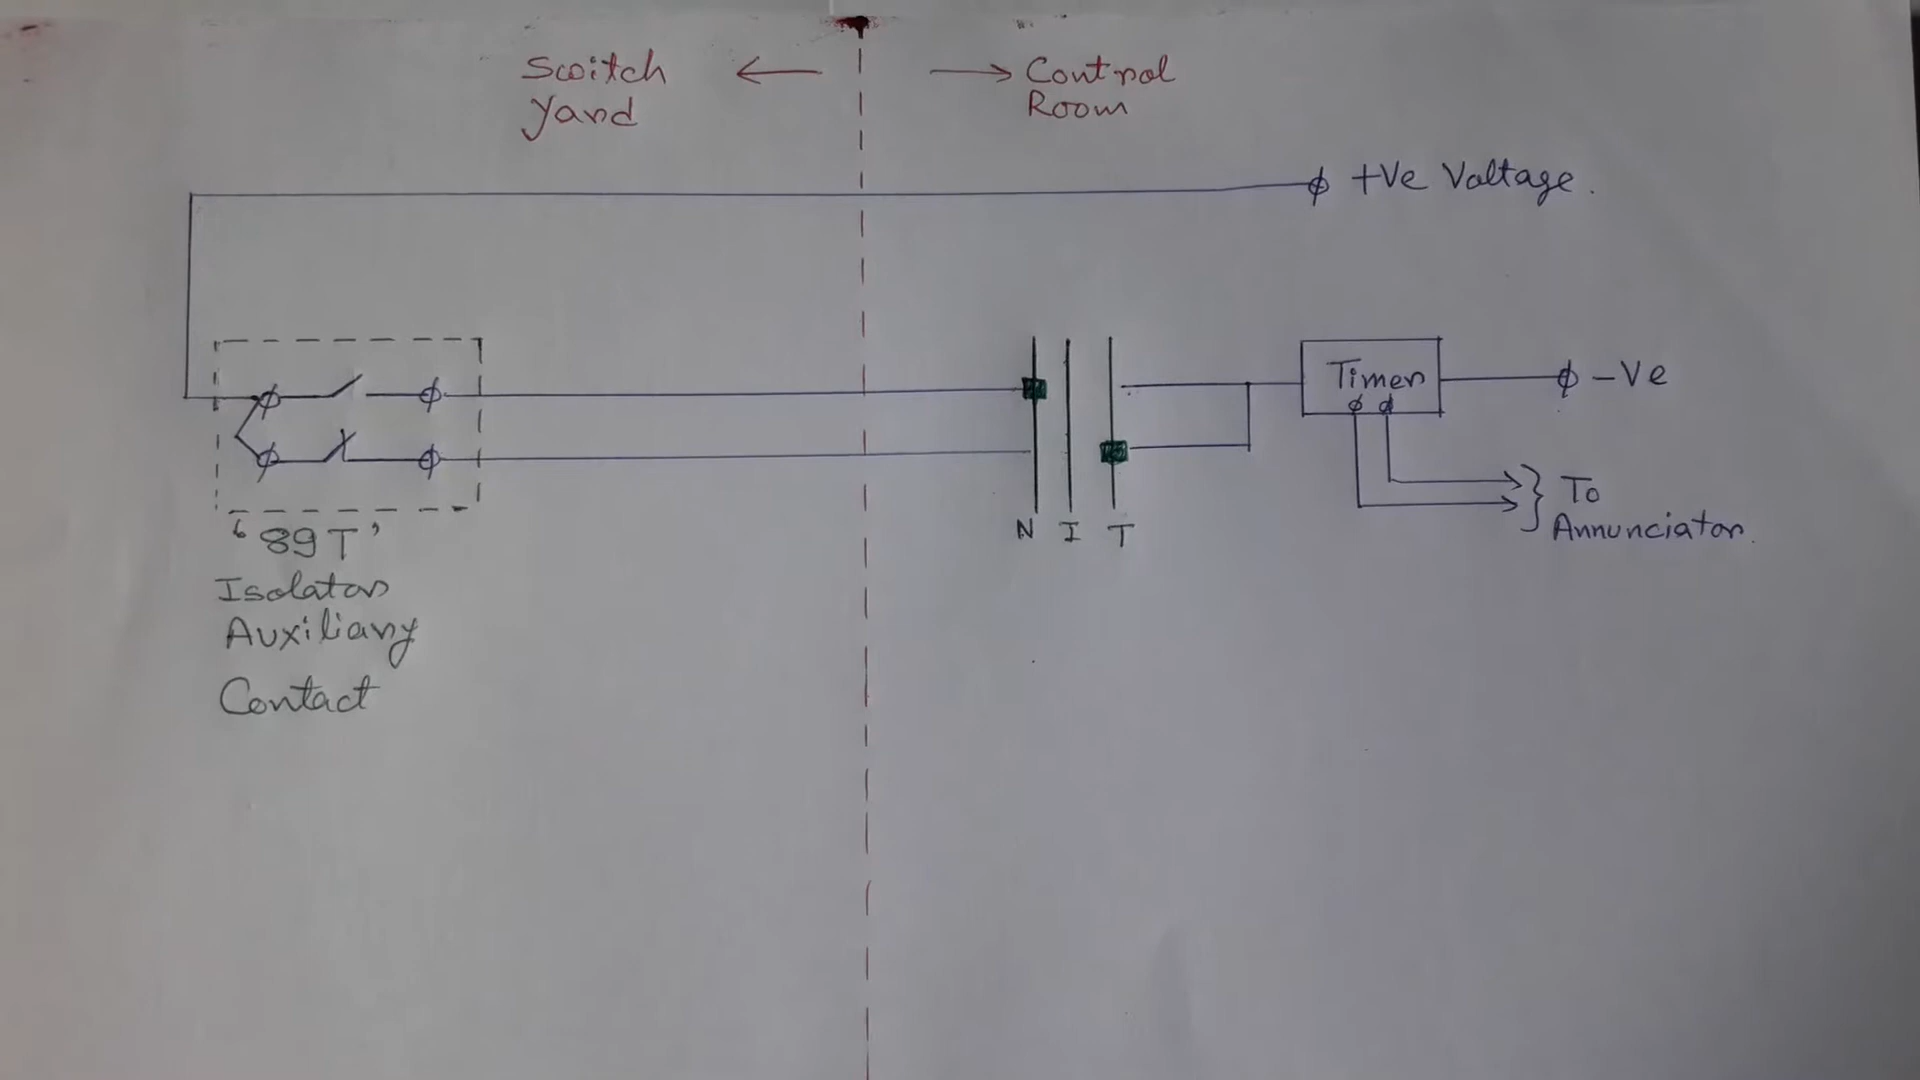 Switch
Yard
Control
Room
+Ve Voltage.
Timer
-Ve
N I T
To
Annunciator.
'89T'
Isolator
Auxiliary
Contact